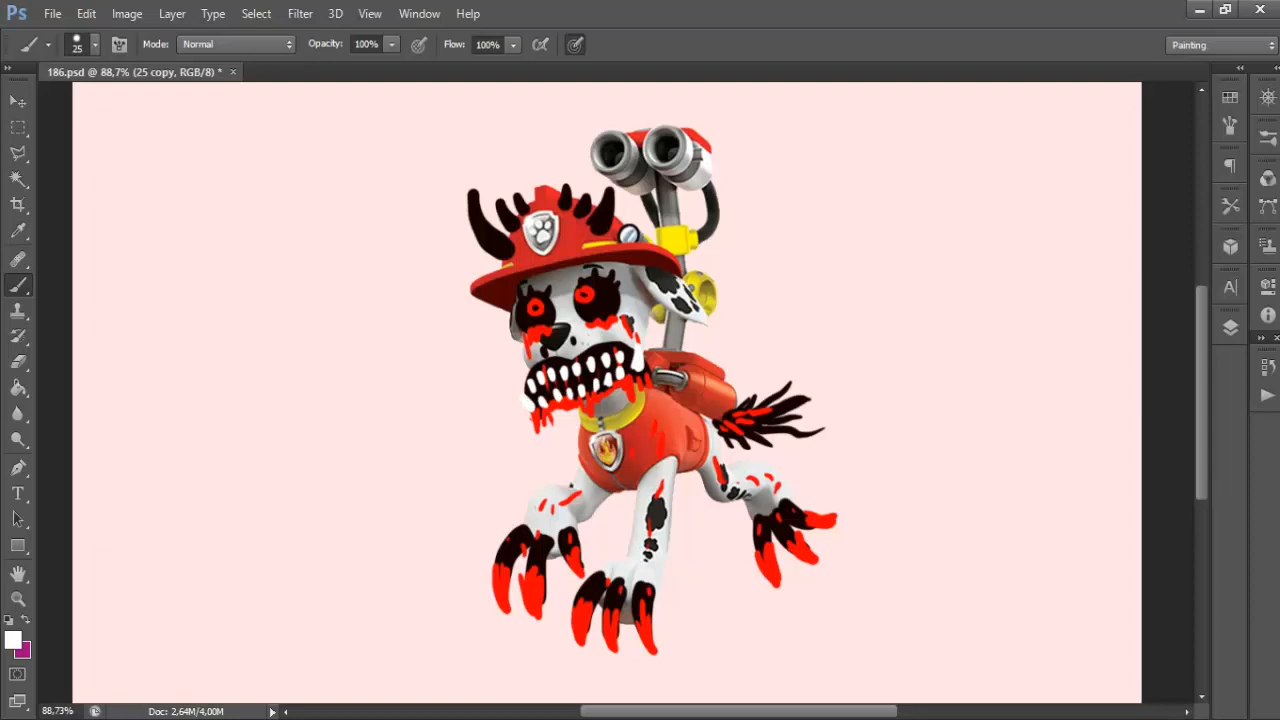 Ps File Edit Image Layer Type Select Filter 3D View Window Help
25 Mode: Normal Opacity: 100% Flow: 100% Painting
186.psd @ 88,7% (25 copy, RGB/8) * ×
88,73% Doc: 2,64M/4,00M